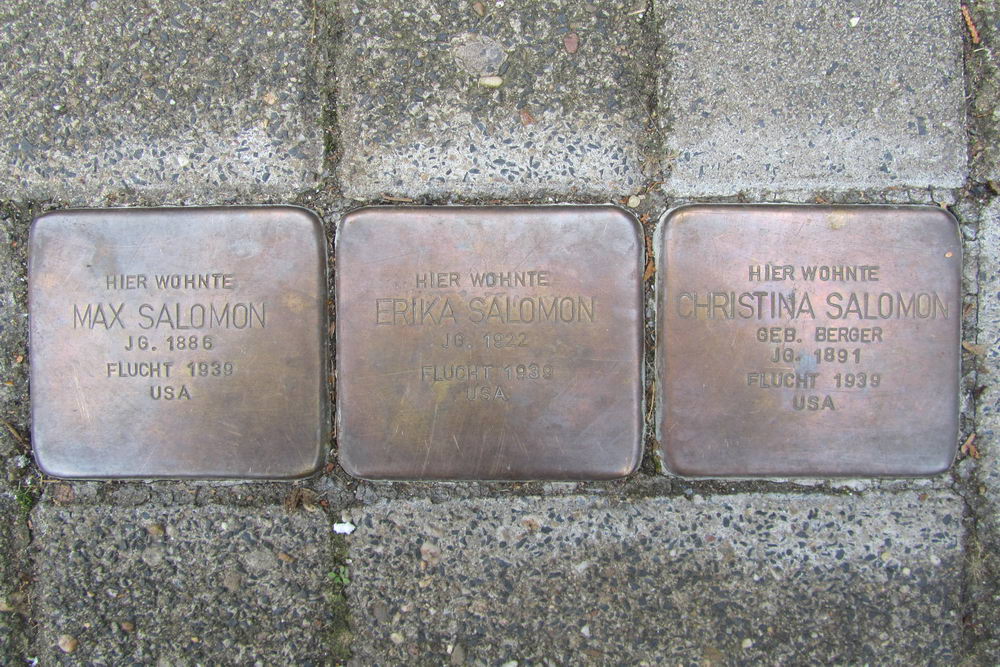 HIER WOHNTE
MAX SALOMON
JG. 1886
FLUCHT 1939
USA
HIER WOHNTE
ERIKA SALOMON
JG. 1922
FLUCHT 1939
USA
HIER WOHNTE
CHRISTINA SALOMON
GEB. BERGER
JG. 1891
FLUCHT 1939
USA